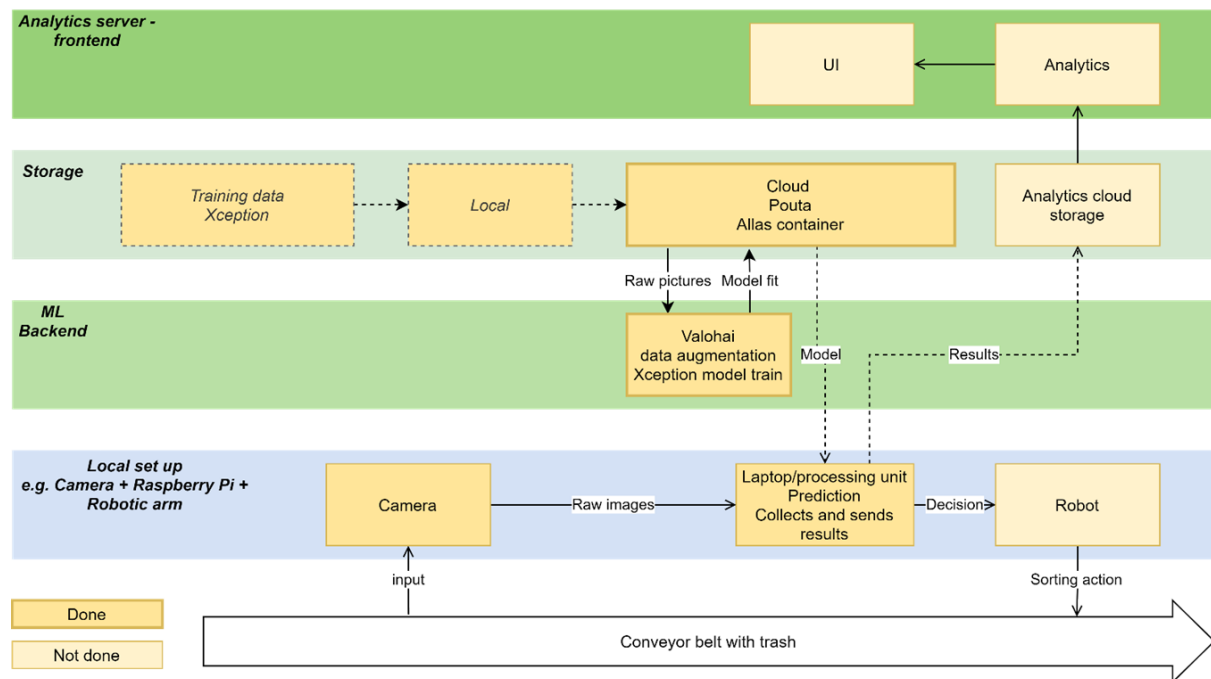 Analytics server -
frontend
UI
Analytics
Storage
Training data
Xception
Local
Cloud
Pouta
Allas container
Analytics cloud
storage
Raw pictures
Model fit
ML
Backend
Valohai
data augmentation
Xception model train
Model
Results
Local set up
e.g. Camera + Raspberry Pi +
Robotic arm
Camera
Raw images
Laptop/processing unit
Prediction
Collects and sends
results
Decision
Robot
input
Sorting action
Done
Not done
Conveyor belt with trash